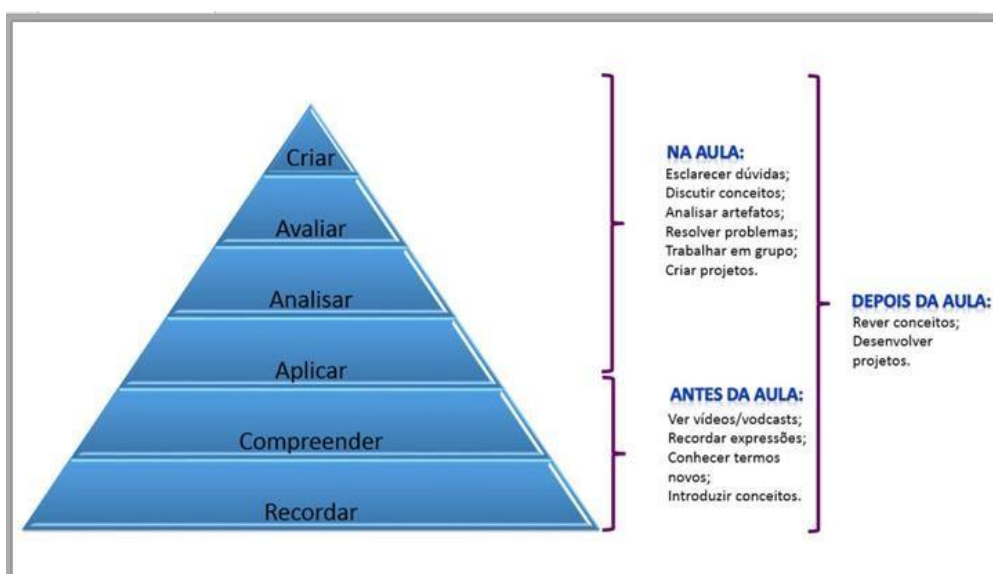 Criar
Avaliar
Analisar
Aplicar
Compreender
Recordar
NA AULA:
Esclarecer dúvidas;
Discutir conceitos;
Analisar artefatos;
Resolver problemas;
Trabalhar em grupo;
Criar projetos.
ANTES DA AULA:
Ver vídeos/vodcasts;
Recordar expressões;
Conhecer termos
novos;
Introduzir conceitos.
DEPOIS DA AULA:
Rever conceitos;
Desenvolver
projetos.